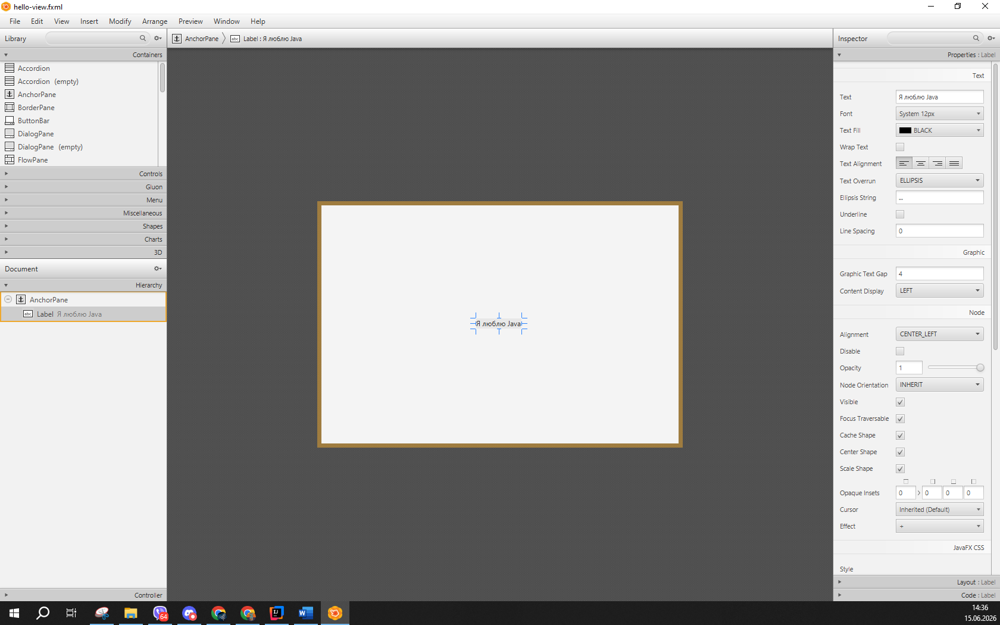 hello-view.fxml
File Edit View Insert Modify Arrange Preview Window Help
Library
Containers
Accordion
Accordion (empty)
AnchorPane
BorderPane
ButtonBar
DialogPane
DialogPane (empty)
FlowPane
Controls
Gluon
Menu
Miscellaneous
Shapes
Charts
3D
Document
Hierarchy
AnchorPane
abc Label Я люблю Java
Controller
AnchorPane abc Label : Я люблю Java
Я люблю Java
Inspector
Properties : Label
Text
Text Я люблю Java
Font System 12px
Text Fill BLACK
Wrap Text
Text Alignment
Text Overrun ELLIPSIS
Ellipsis String ...
Underline
Line Spacing 0
Graphic
Graphic Text Gap 4
Content Display LEFT
Node
Alignment CENTER_LEFT
Disable
Opacity 1
Node Orientation INHERIT
Visible
Focus Traversable
Cache Shape
Center Shape
Scale Shape
Opaque Insets 0 0 0 0
Cursor Inherited (Default)
Effect +
JavaFX CSS
Style
Layout : Label
Code : Label
64
IJ
W
14:36
15.06.2026